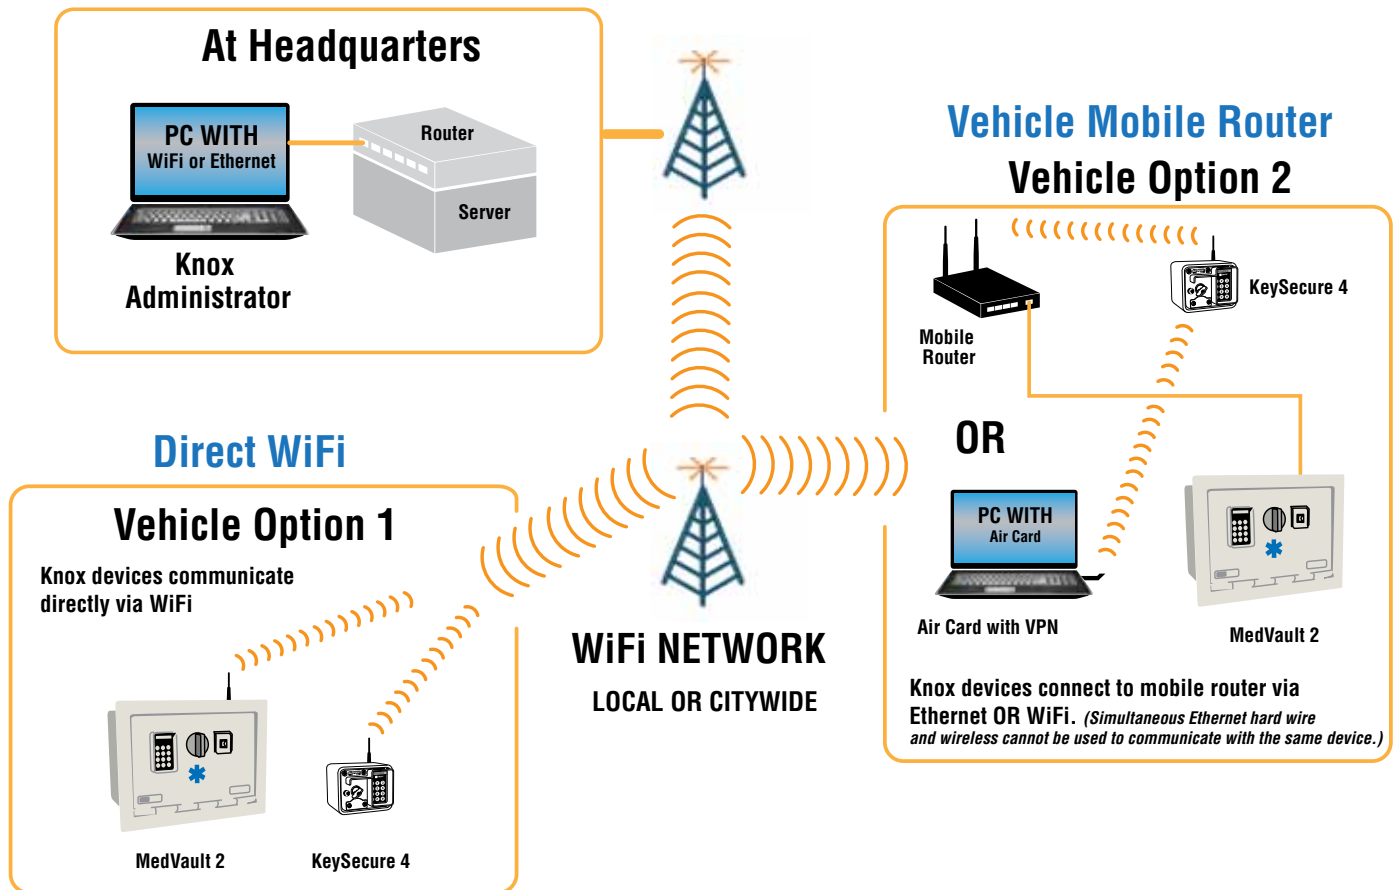 At Headquarters
PC WITH
WiFi or Ethernet
Router
Server
Knox
Administrator
Vehicle Mobile Router
Vehicle Option 2
KeySecure 4
Mobile
Router
OR
PC WITH
Air Card
Air Card with VPN
MedVault 2
Knox devices connect to mobile router via
Ethernet OR WiFi. (Simultaneous Ethernet hard wire
and wireless cannot be used to communicate with the same device.)
Direct WiFi
Vehicle Option 1
Knox devices communicate
directly via WiFi
MedVault 2
KeySecure 4
WiFi NETWORK
LOCAL OR CITYWIDE